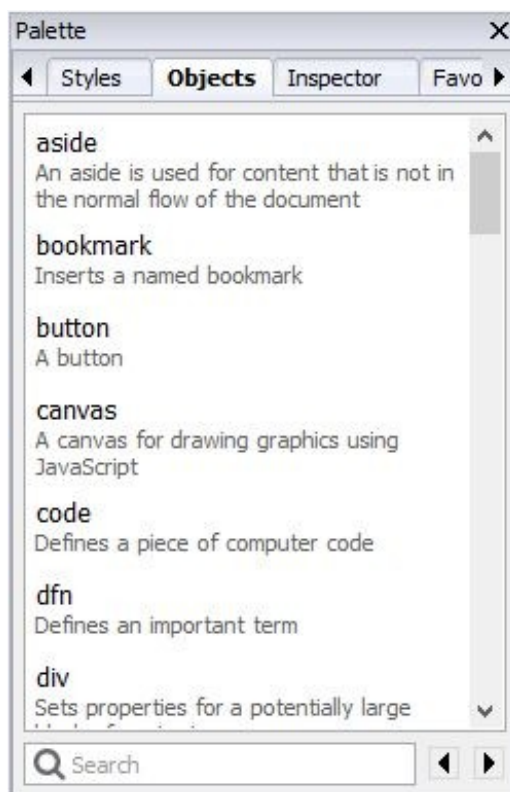 Palette
Styles Objects Inspector Favo
aside
An aside is used for content that is not in
the normal flow of the document
bookmark
Inserts a named bookmark
button
A button
canvas
A canvas for drawing graphics using
JavaScript
code
Defines a piece of computer code
dfn
Defines an important term
div
Sets properties for a potentially large
Search